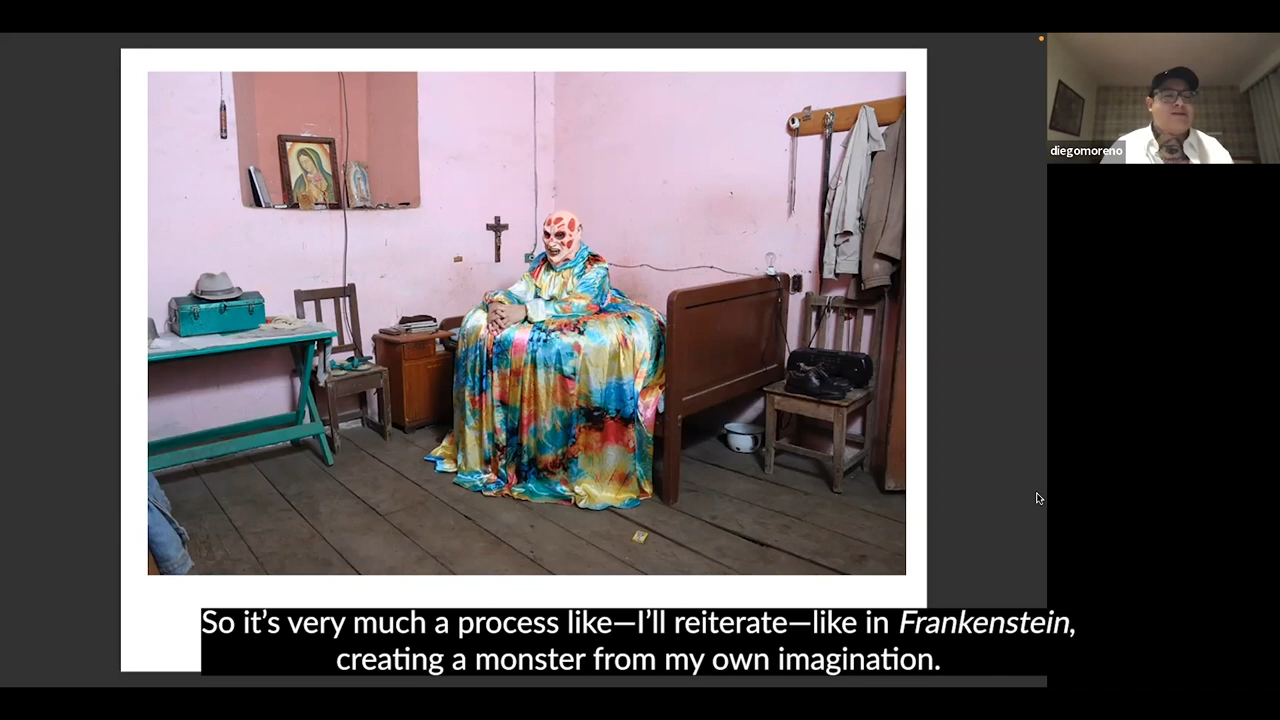 diegomoreno
So it's very much a process like—I'll reiterate—like in Frankenstein,
creating a monster from my own imagination.